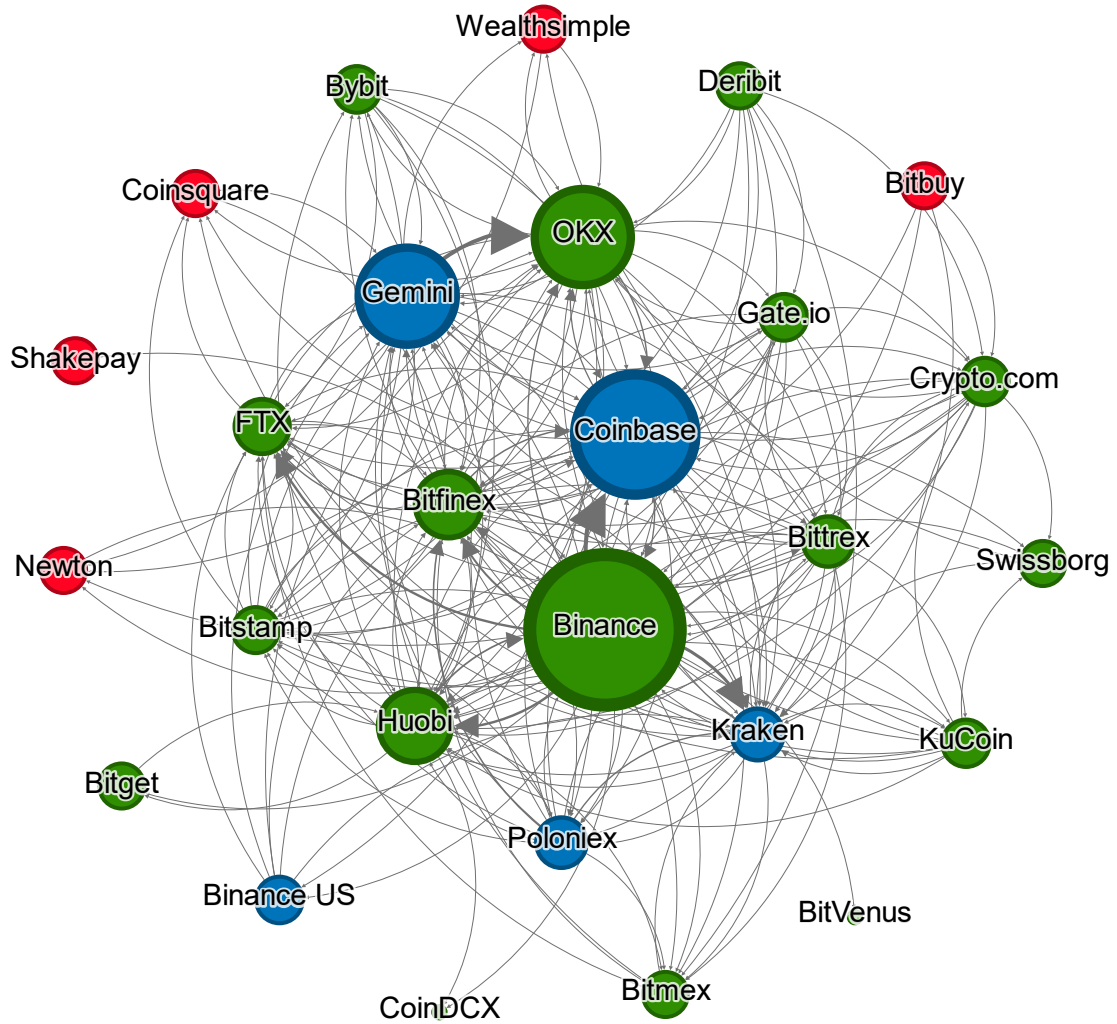 Wealthsimple
Bybit
Deribit
Coinsquare
Bitbuy
OKX
Gemini
Gate.io
Shakepay
Crypto.com
FTX
Coinbase
Bitfinex
Bittrex
Swissborg
Newton
Bitstamp
Binance
Huobi
Kraken
KuCoin
Bitget
Poloniex
Binance US
BitVenus
Bitmex
CoinDCX